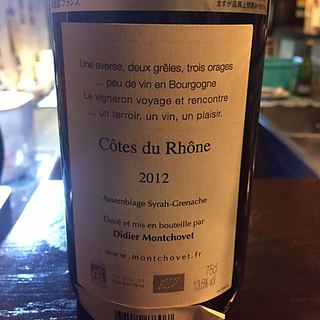 Une averse, deux grêles, trois orages
... peu de vin en Bourgogne
Le vigneron voyage et rencontre
... un terroir, un vin, un plaisir.
Côtes du Rhône
2012
Assemblage Syrah-Grenache
Élevé et mis en bouteille par
Didier Montchovet
www.montchovet.fr
AB
75cl
13,5% vol